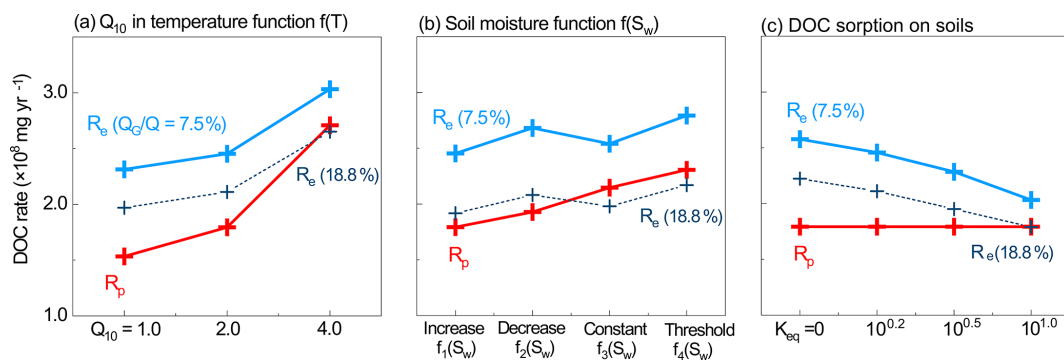 (a) Q10 in temperature function f(T)
(b) Soil moisture function f(Sw)
(c) DOC sorption on soils
DOC rate (×10⁸ mg yr⁻¹)
3.0
2.0
1.0
Re (QG/Q = 7.5%)
Re (18.8%)
Rp
Q10 = 1.0
2.0
4.0
Re (7.5%)
Re (18.8%)
Rp
Increase
f1(Sw)
Decrease
f2(Sw)
Constant
f3(Sw)
Threshold
f4(Sw)
Re (7.5%)
Re(18.8%)
Rp
Keq =0
10^0.2
10^0.5
10^1.0